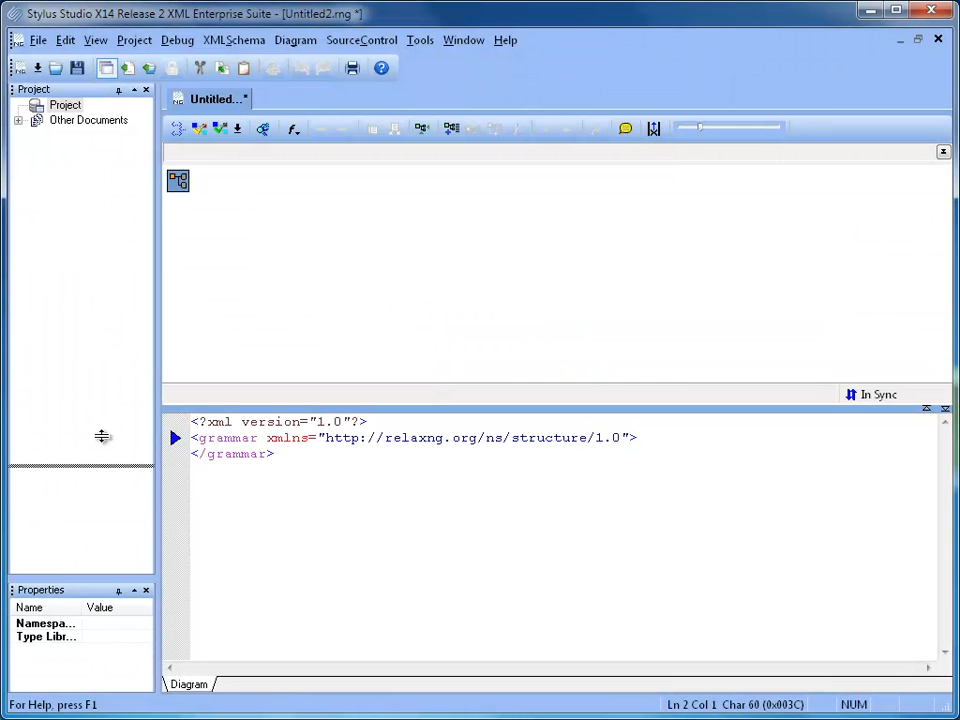 Stylus Studio X14 Release 2 XML Enterprise Suite - [Untitled2.rng *]
File Edit View Project Debug XMLSchema Diagram SourceControl Tools Window Help
Project
Project
Other Documents
Untitled...*
In Sync
<?xml version="1.0"?>
<grammar xmlns="http://relaxng.org/ns/structure/1.0">
</grammar>
Properties
Name Value
Namespa...
Type Libr...
Diagram
For Help, press F1
Ln 2 Col 1 Char 60 (0x003C) NUM